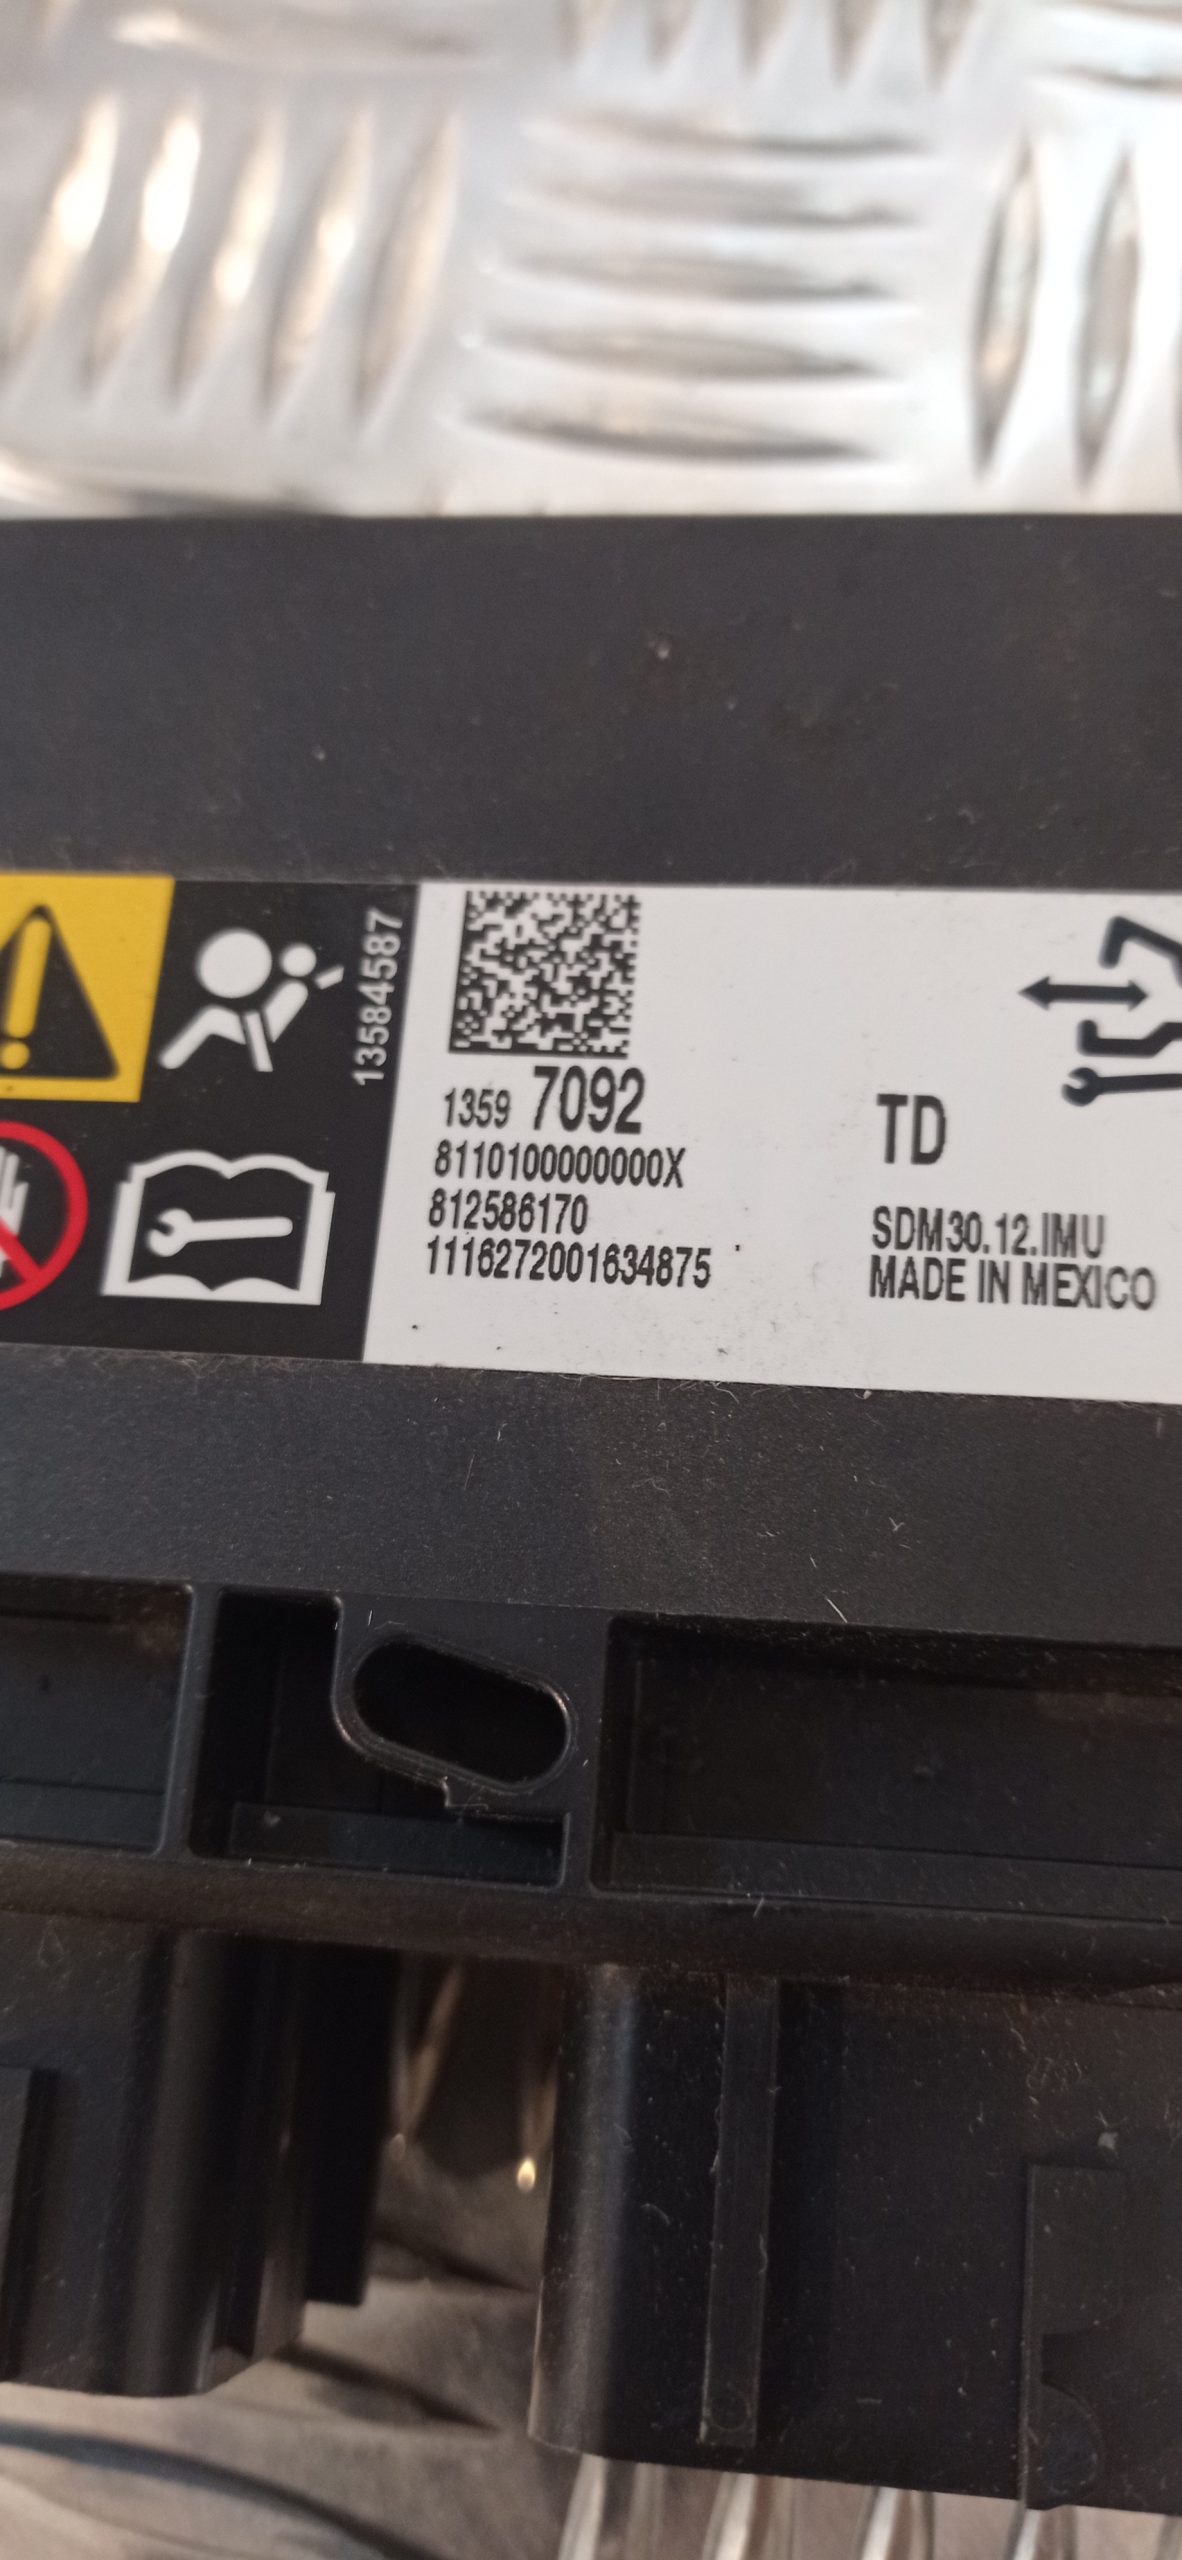 13584587
1359 7092
8110100000000X
812586170
1116272001634875
TD
SDM30.12.IMU
MADE IN MEXICO